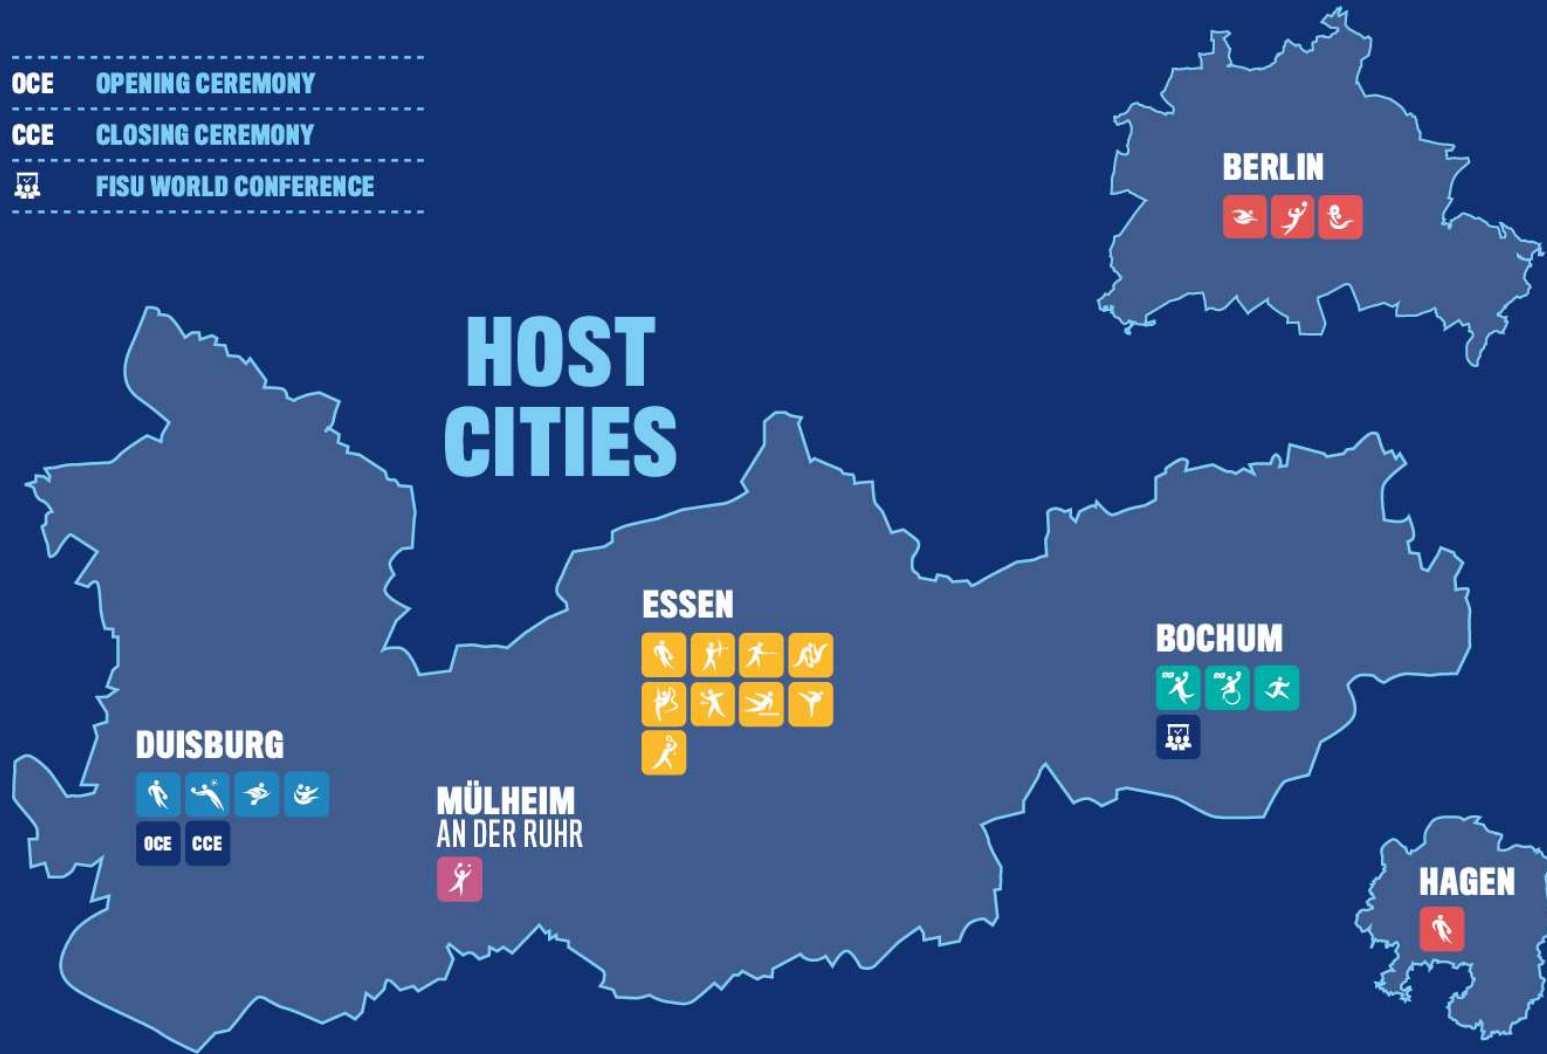 OCE OPENING CEREMONY
CCE CLOSING CEREMONY
FISU WORLD CONFERENCE
BERLIN
HOST
CITIES
ESSEN
BOCHUM
DUISBURG
OCE CCE
MÜLHEIM
AN DER RUHR
HAGEN